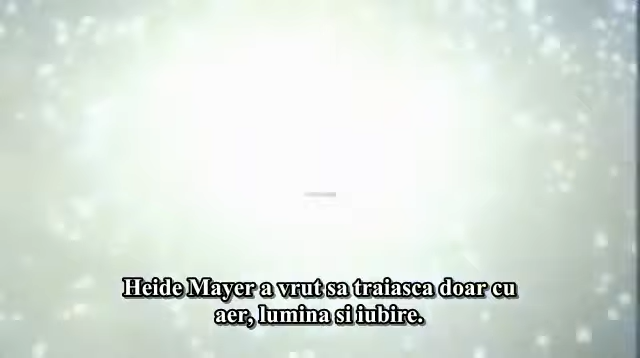 Heide Mayer a vrut sa traiasca doar cu
aer, lumina si iubire.